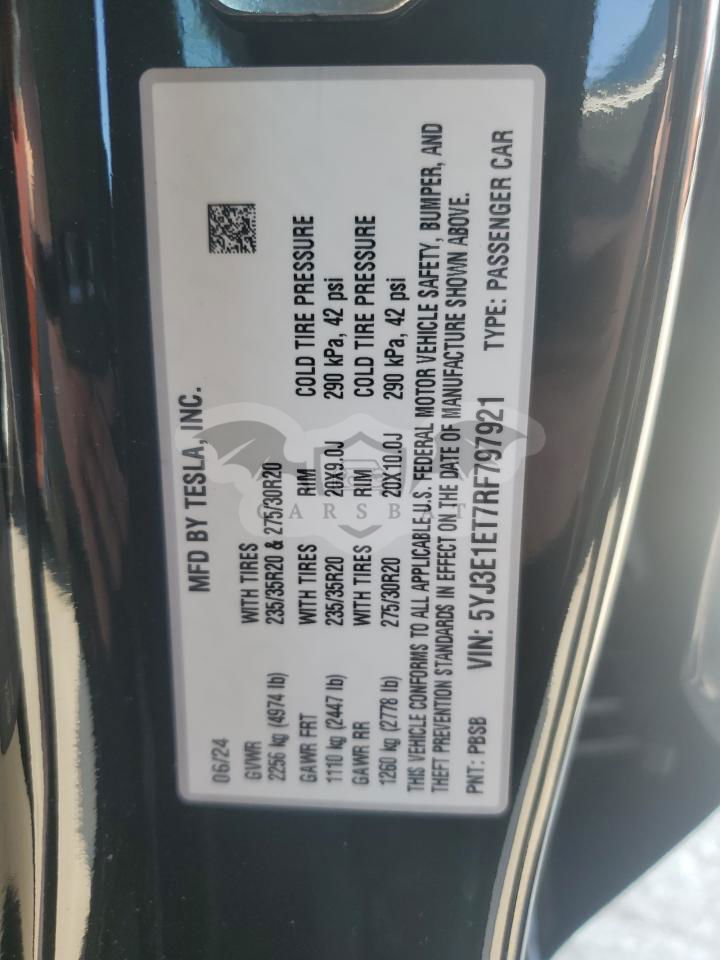 MFD BY TESLA, INC.
06/24
GVWR WITH TIRES
2256 kg (4974 lb) 235/35R20 & 275/30R20
GAWR FRT WITH TIRES RIM COLD TIRE PRESSURE
1110 kg (2447 lb) 235/35R20 20X9.0J 290 kPa, 42 psi
GAWR RR WITH TIRES RIM COLD TIRE PRESSURE
1260 kg (2778 lb) 275/30R20 20X10.0J 290 kPa, 42 psi
THIS VEHICLE CONFORMS TO ALL APPLICABLE U.S. FEDERAL MOTOR VEHICLE SAFETY, BUMPER, AND
THEFT PREVENTION STANDARDS IN EFFECT ON THE DATE OF MANUFACTURE SHOWN ABOVE.
PNT: PBSB VIN: 5YJ3E1ET7RF797921 TYPE: PASSENGER CAR
CARSBAT